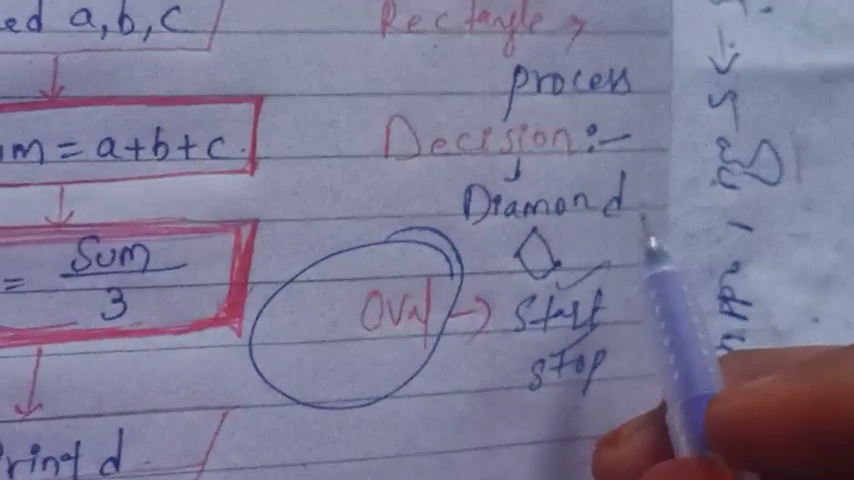 ed a,b,c
m = a+b+c
= Sum
3
Print d
Rectangle
process
Decision :-
Diamond
Oval → Start
Stop